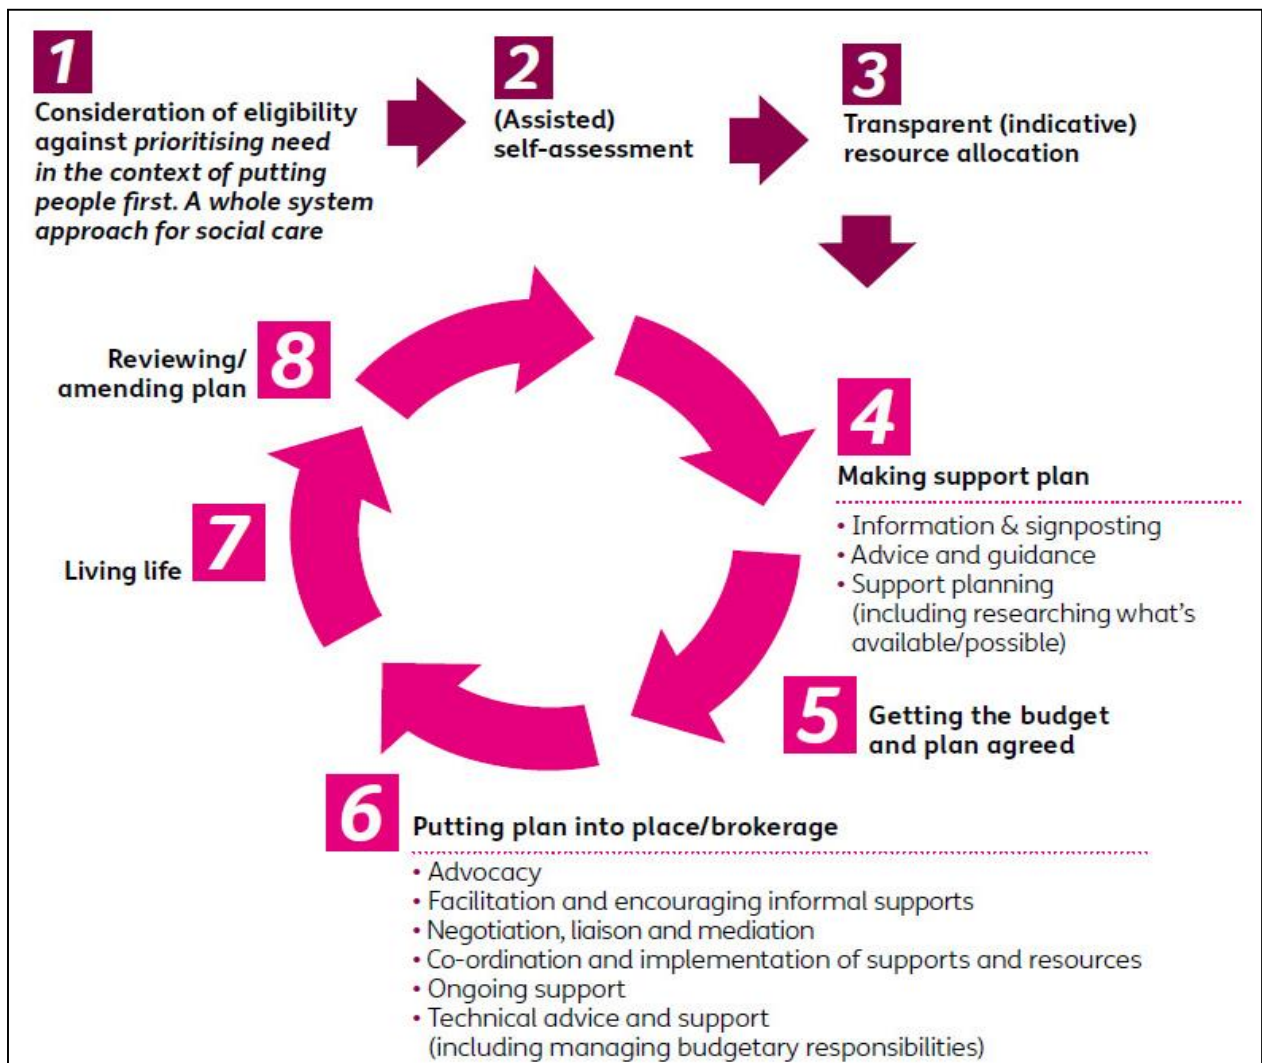 1
Consideration of eligibility
against prioritising need
in the context of putting
people first. A whole system
approach for social care
2
(Assisted)
self-assessment
3
Transparent (indicative)
resource allocation
4
Making support plan
• Information & signposting
• Advice and guidance
• Support planning
(including researching what's
available/possible)
5
Getting the budget
and plan agreed
6
Putting plan into place/brokerage
• Advocacy
• Facilitation and encouraging informal supports
• Negotiation, liaison and mediation
• Co-ordination and implementation of supports and resources
• Ongoing support
• Technical advice and support
(including managing budgetary responsibilities)
7
Living life
8
Reviewing/
amending plan